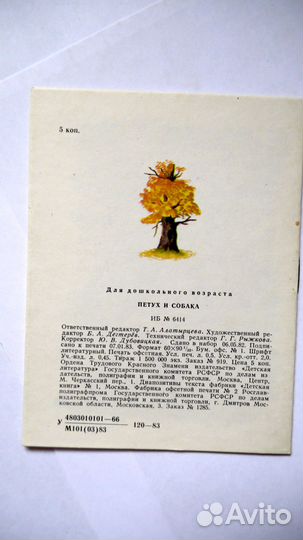 5 коп.
Для дошкольного возраста
ПЕТУХ И СОБАКА
ИБ № 6414
Ответственный редактор Т. А. Алатырцева. Художественный ре-
дактор Б. А. Дехтерёв. Технический редактор Г. Г. Рыжкова.
Корректор Ю. В. Дубовицкая. Сдано в набор 06.05.82. Подпи-
сано к печати 07.01.83. Формат 60×90 1/16. Бум. офс. № 1. Шрифт
литературный. Печать офсетная. Усл. печ. л. 0,5. Усл. кр.-отт. 2,0.
Уч.-изд. л. 0,45. Тираж 1 500 000 экз. Заказ № 919. Цена 5 коп.
Ордена Трудового Красного Знамени издательство «Детская
литература» Государственного комитета РСФСР по делам из-
дательств, полиграфии и книжной торговли. Москва, Центр,
М. Черкасский пер., 1. Диапозитивы текста фабрики «Детская
книга» № 1, Москва. Фабрика офсетной печати № 2 Росглав-
полиграфпрома Государственного комитета РСФСР по делам
издательств, полиграфии и книжной торговли, г. Дмитров Мос-
ковской области, Московская, 3. Заказ № 1285.
У 4803010101—66
М101(03)83
120—83
Avito